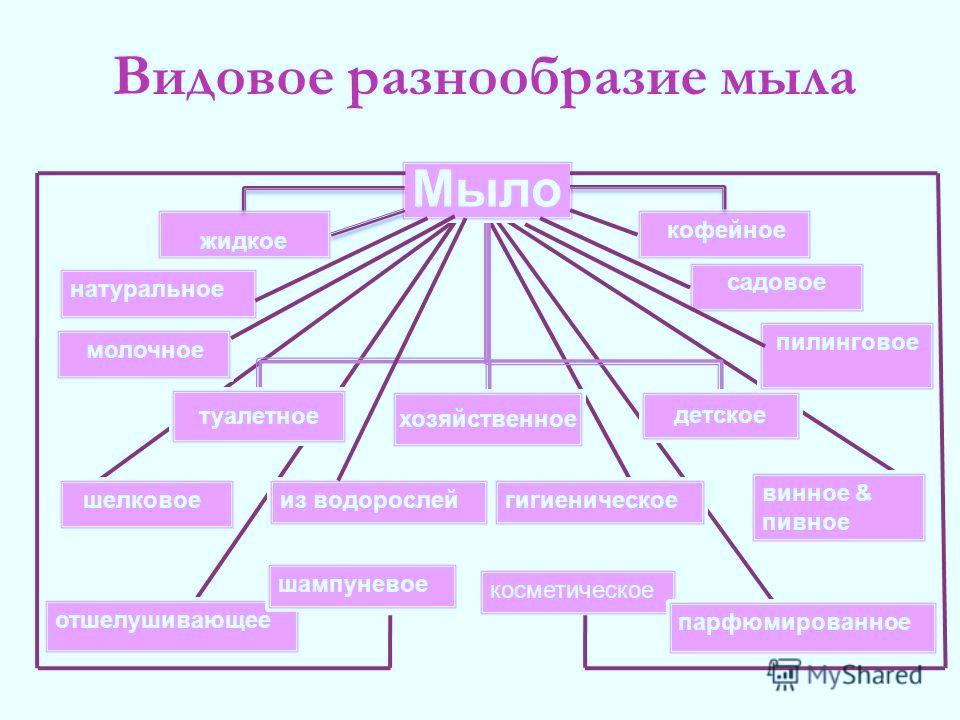 Видовое разнообразие мыла
Мыло
жидкое
кофейное
натуральное
садовое
молочное
пилинговое
туалетное
хозяйственное
детское
шелковое
из водорослей
гигиеническое
винное &
пивное
шампуневое
косметическое
отшелушивающее
парфюмированное
MyShared